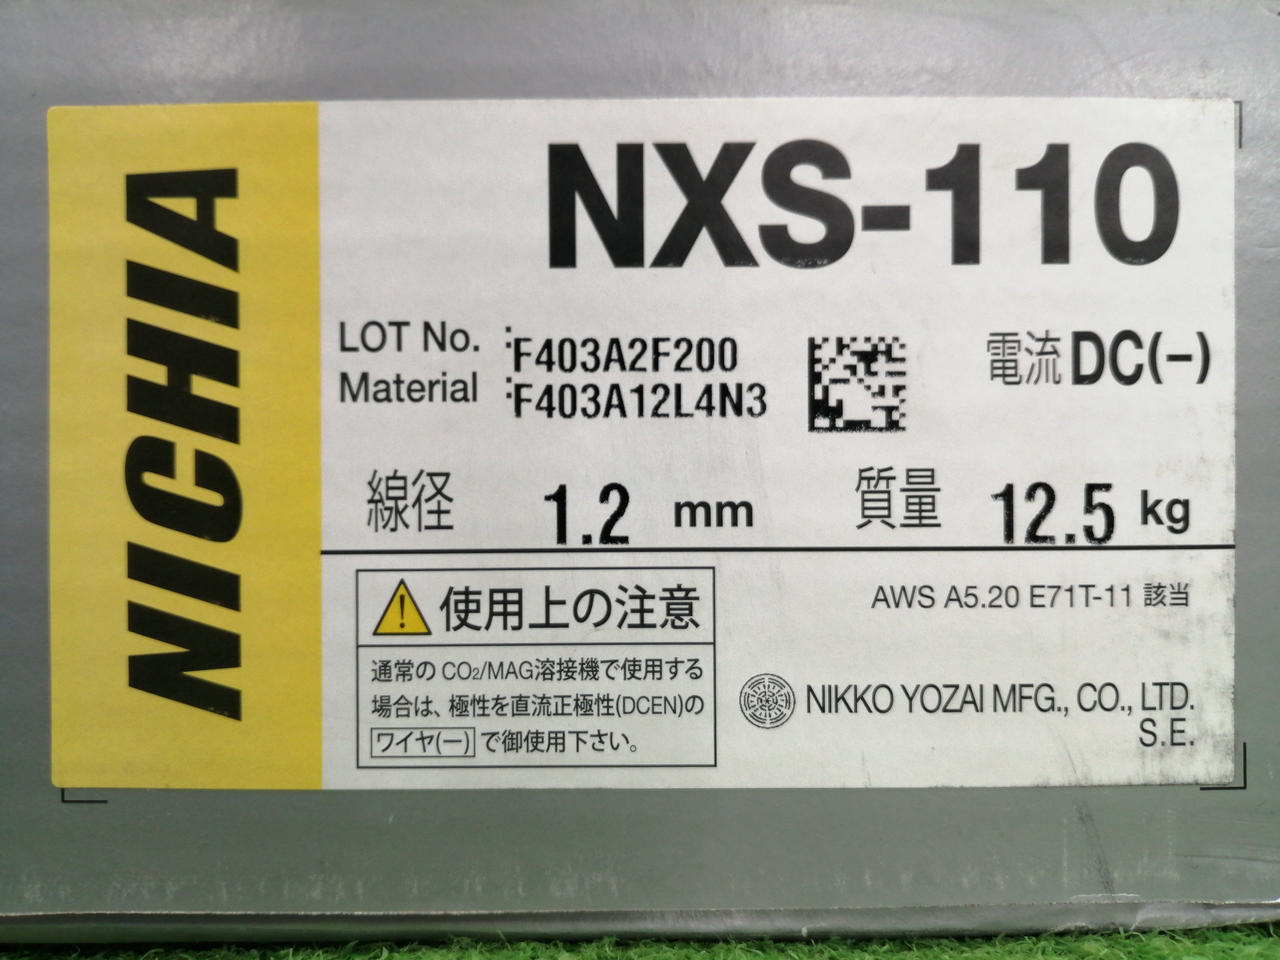 NICHIA
NXS-110
LOT No. :F403A2F200
Material :F403A12L4N3
電流 DC(-)
線径 1.2 mm 質量 12.5 kg
使用上の注意
通常の CO₂/MAG溶接機で使用する
場合は、極性を直流正極性(DCEN)の
ワイヤ(-) で御使用下さい。
AWS A5.20 E71T-11 該当
NIKKO YOZAI MFG., CO., LTD.
S.E.